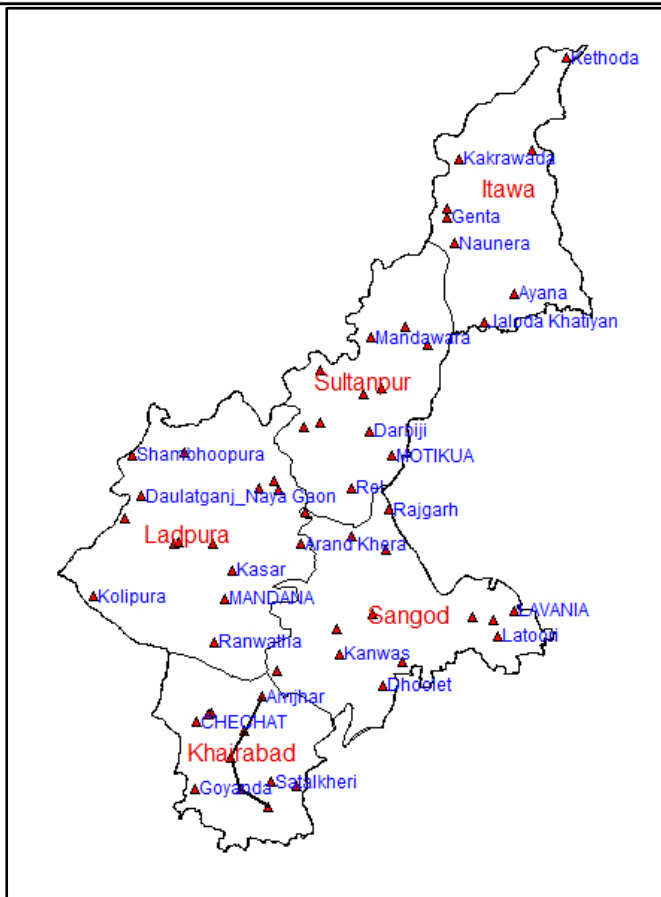 Kethoda
Kakrawada
Itawa
Genta
Naunera
Ayana
Jaloda Khatiyan
Mandawara
Sultanpur
Darbiji
Shambhoopura
MOTIKUA
Daulatganj_Naya Gaon
Rajgarh
Ladpura
Arand Khera
Kasar
Kolipura
MANDANA
LAVANIA
Sangod
Latoori
Ranwatha
Kanwas
Dhoolet
Amjhar
CHECHAT
Khairabad
Goyanda
Satalkheri